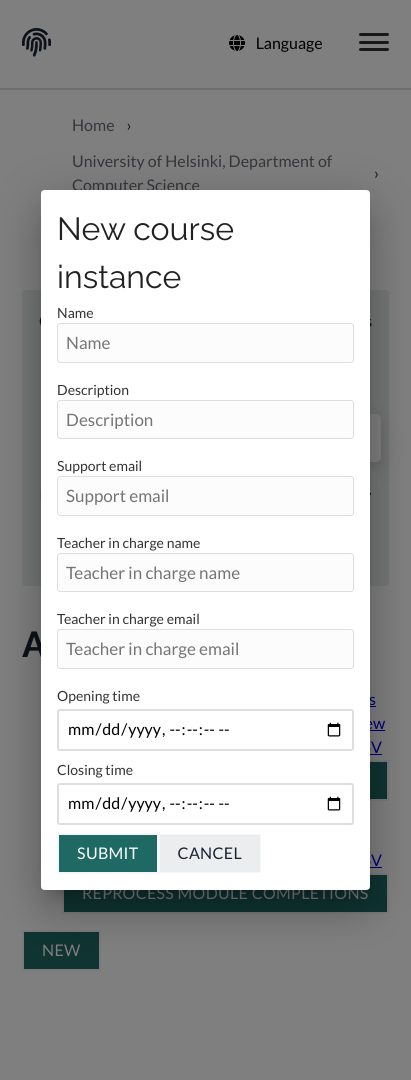 Language
Home ›
University of Helsinki, Department of
Computer Science ›
New course
instance
Name
Name
Description
Description
Support email
Support email
Teacher in charge name
Teacher in charge name
Teacher in charge email
Teacher in charge email
Opening time
mm/dd/yyyy, --:--:-- --
Closing time
mm/dd/yyyy, --:--:-- --
SUBMIT CANCEL
REPROCESS MODULE COMPLETIONS
NEW